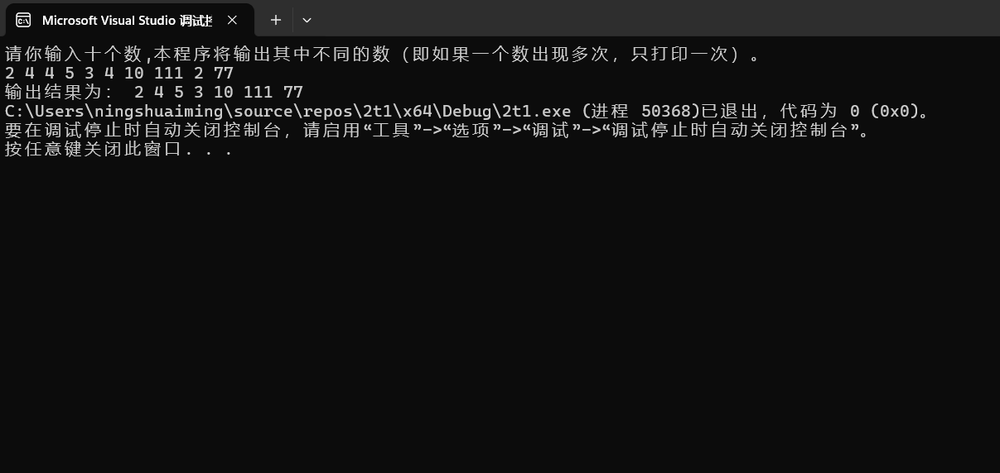 Microsoft Visual Studio 调试
请你输入十个数,本程序将输出其中不同的数（即如果一个数出现多次，只打印一次）。
2 4 4 5 3 4 10 111 2 77
输出结果为： 2 4 5 3 10 111 77
C:\Users\ningshuaiming\source\repos\2t1\x64\Debug\2t1.exe (进程 50368)已退出，代码为 0 (0x0)。
要在调试停止时自动关闭控制台，请启用“工具”->“选项”->“调试”->“调试停止时自动关闭控制台”。
按任意键关闭此窗口. . .